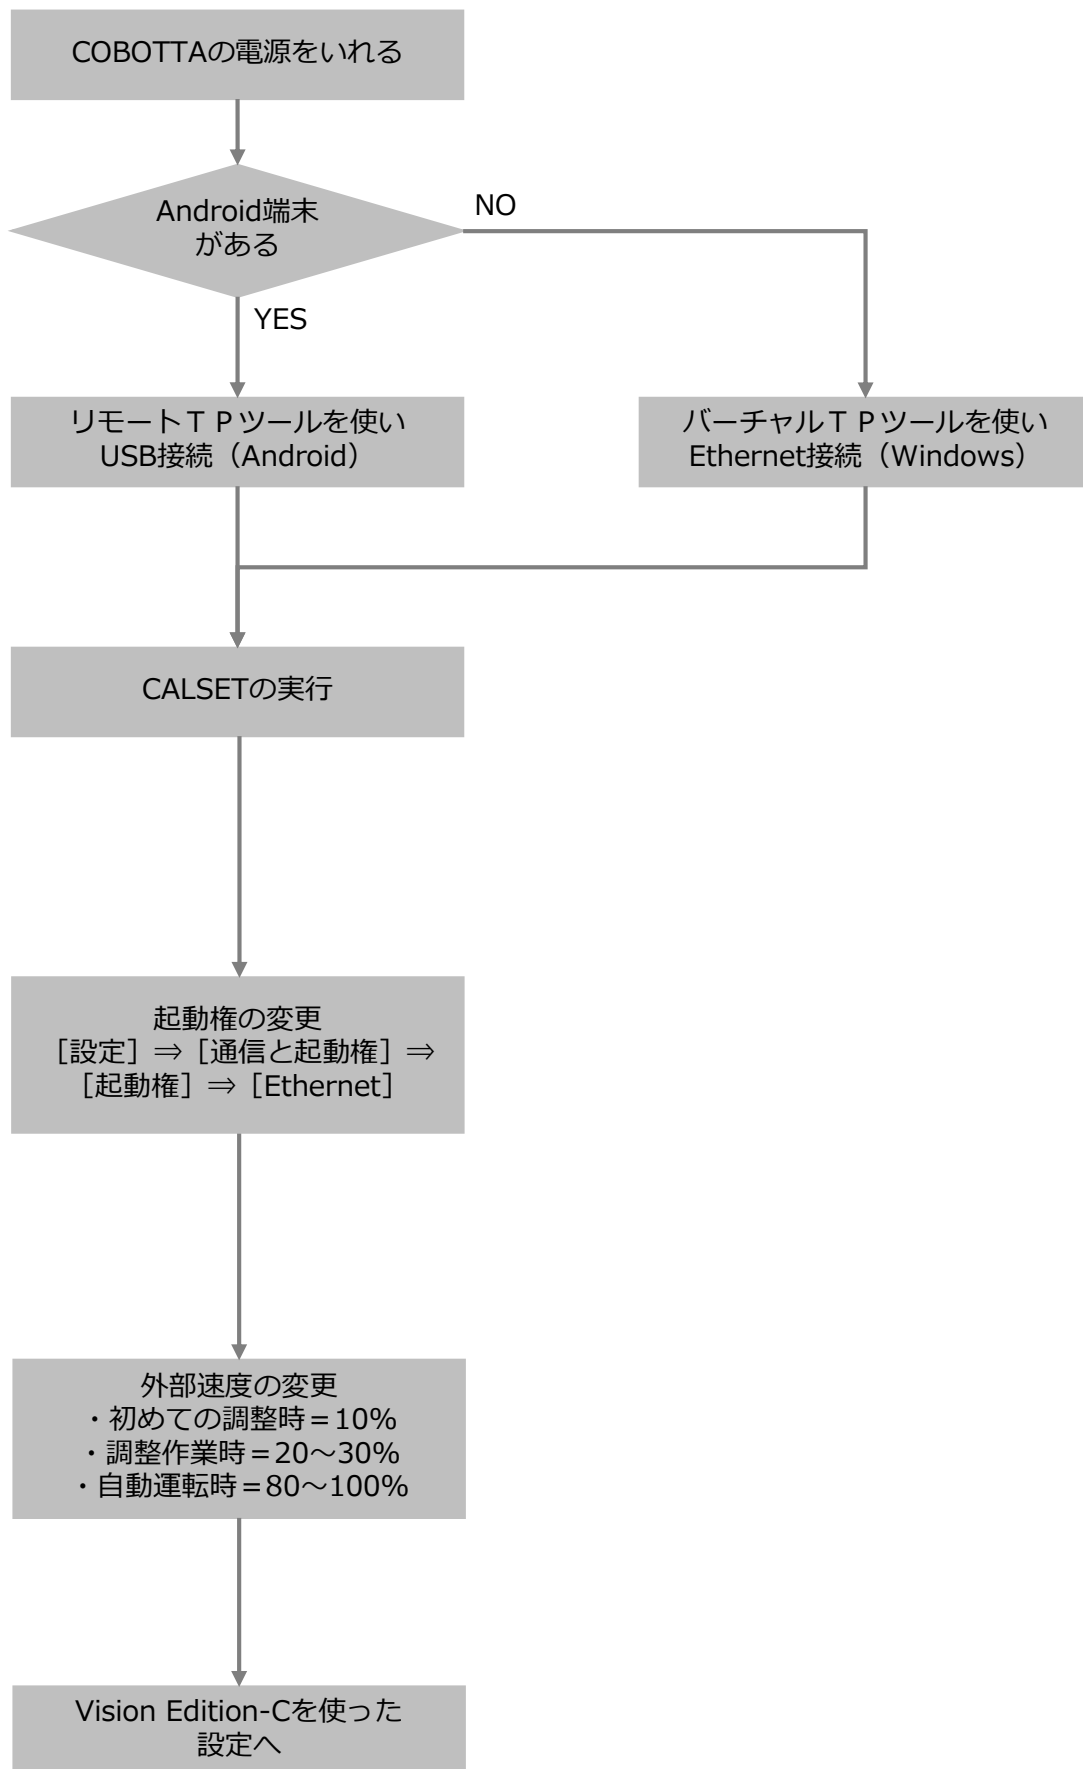 COBOTTAの電源をいれる
Android端末
がある
NO
YES
リモートＴＰツールを使い
USB接続（Android）
バーチャルＴＰツールを使い
Ethernet接続（Windows）
CALSETの実行
起動権の変更
［設定］⇒［通信と起動権］⇒
［起動権］⇒［Ethernet］
外部速度の変更
・初めての調整時＝10%
・調整作業時＝20～30%
・自動運転時＝80～100%
Vision Edition-Cを使った
設定へ